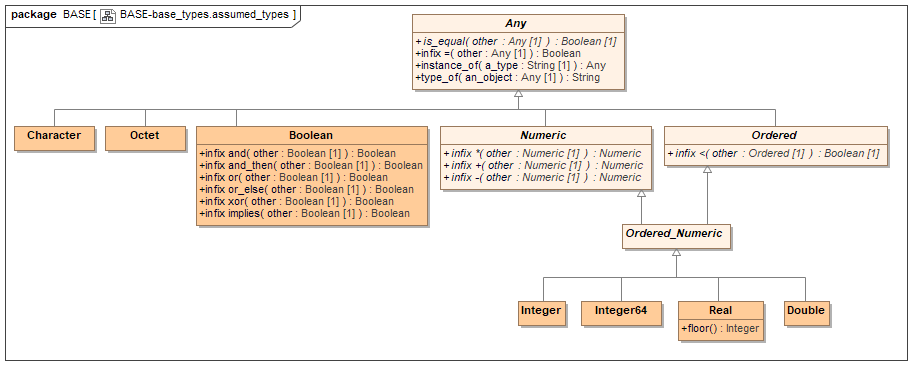 package BASE [ BASE-base_types.assumed_types ]
Any
+ is_equal( other : Any [1] ) : Boolean [1]
+infix =( other : Any [1] ) : Boolean
+instance_of( a_type : String [1] ) : Any
+type_of( an_object : Any [1] ) : String
Character
Octet
Boolean
+infix and( other : Boolean [1] ) : Boolean
+infix and_then( other : Boolean [1] ) : Boolean
+infix or( other : Boolean [1] ) : Boolean
+infix or_else( other : Boolean [1] ) : Boolean
+infix xor( other : Boolean [1] ) : Boolean
+infix implies( other : Boolean [1] ) : Boolean
Numeric
+ infix *( other : Numeric [1] ) : Numeric
+ infix +( other : Numeric [1] ) : Numeric
+ infix -( other : Numeric [1] ) : Numeric
Ordered
+ infix <( other : Ordered [1] ) : Boolean [1]
Ordered_Numeric
Integer
Integer64
Real
+floor() : Integer
Double